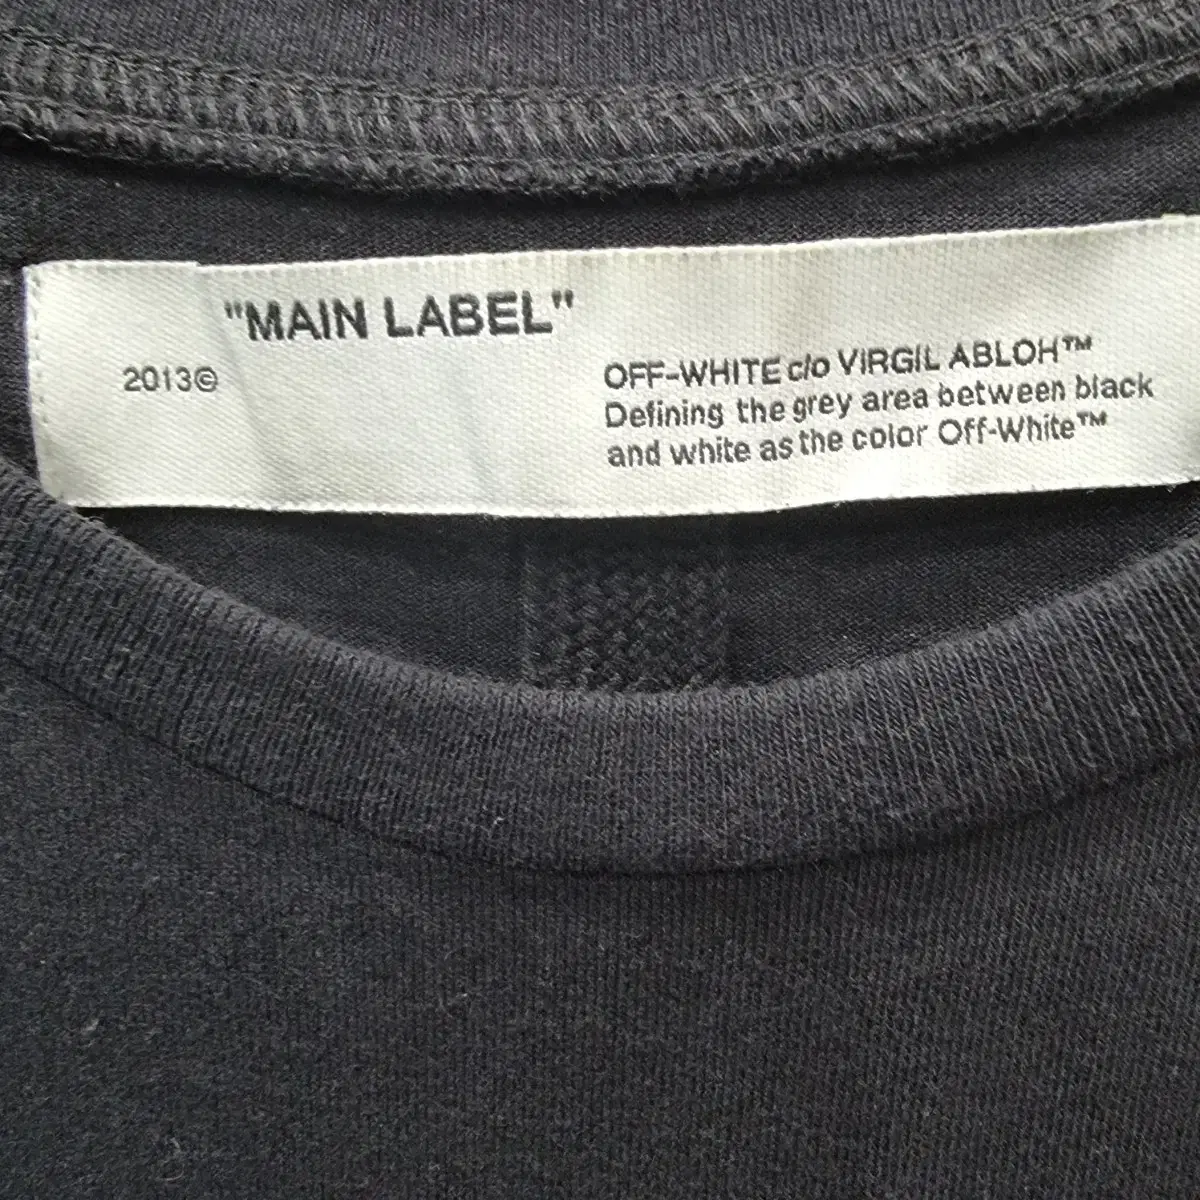 "MAIN LABEL"
2013©
OFF-WHITE c/o VIRGIL ABLOH™
Defining the grey area between black
and white as the color Off-White™